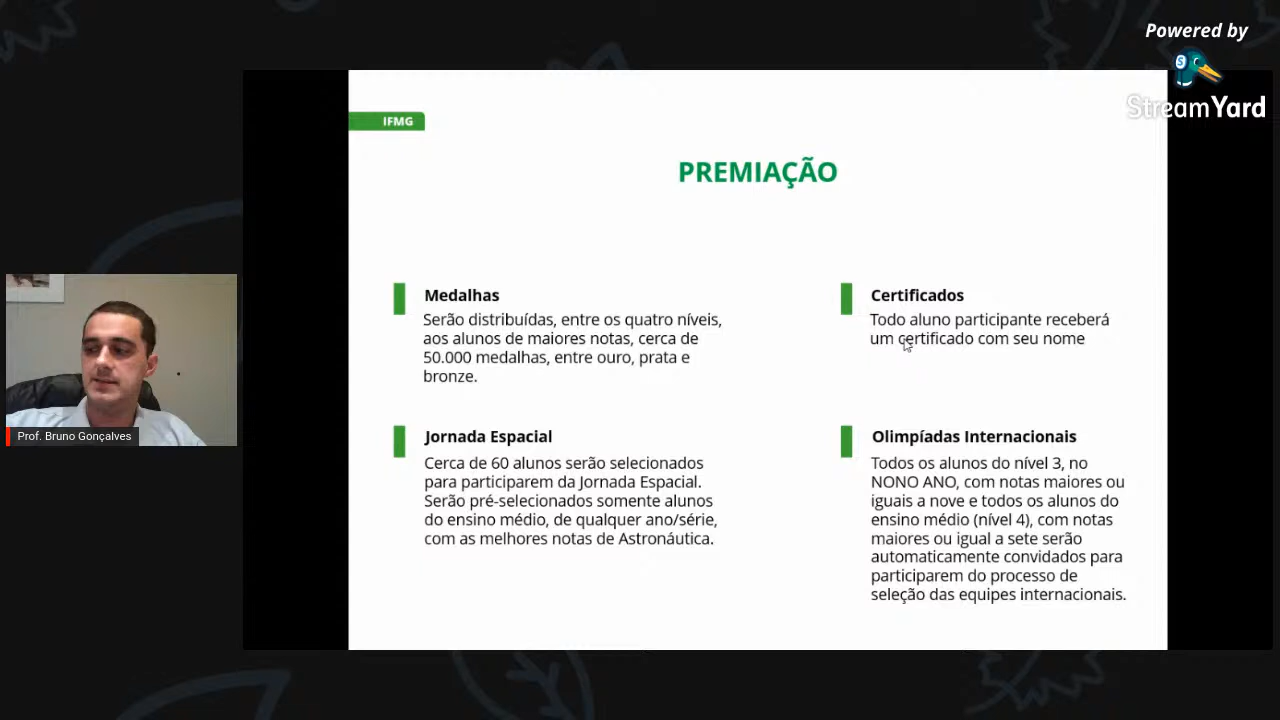 Powered by
StreamYard
IFMG
PREMIAÇÃO
Medalhas
Serão distribuídas, entre os quatro níveis,
aos alunos de maiores notas, cerca de
50.000 medalhas, entre ouro, prata e
bronze.
Certificados
Todo aluno participante receberá
um certificado com seu nome
Jornada Espacial
Cerca de 60 alunos serão selecionados
para participarem da Jornada Espacial.
Serão pré-selecionados somente alunos
do ensino médio, de qualquer ano/série,
com as melhores notas de Astronáutica.
Olimpíadas Internacionais
Todos os alunos do nível 3, no
NONO ANO, com notas maiores ou
iguais a nove e todos os alunos do
ensino médio (nível 4), com notas
maiores ou igual a sete serão
automaticamente convidados para
participarem do processo de
seleção das equipes internacionais.
Prof. Bruno Gonçalves